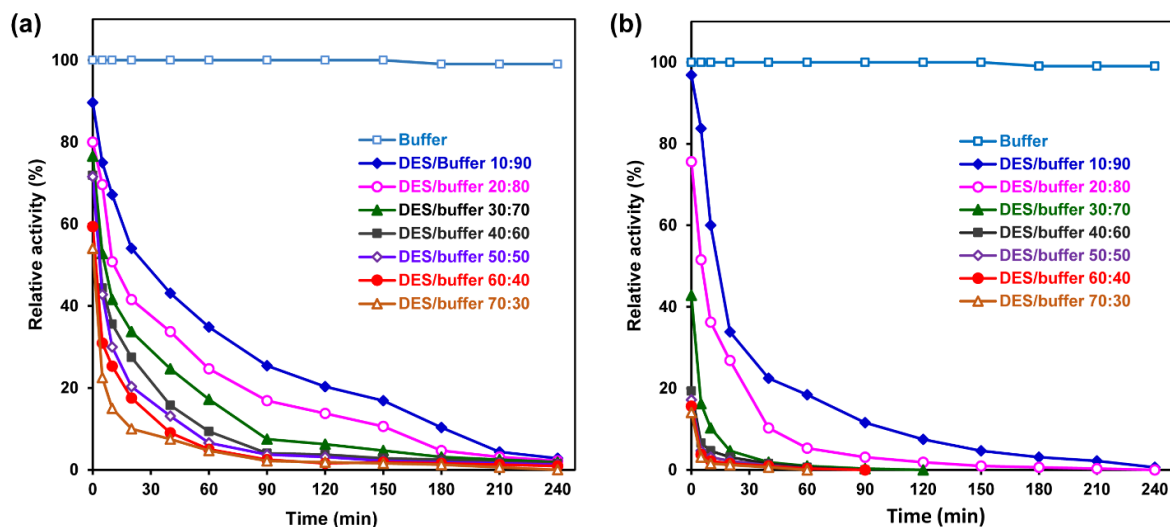 (a)
Relative activity (%)
100
80
60
40
20
0
0 30 60 90 120 150 180 210 240
Time (min)
Buffer
DES/Buffer 10:90
DES/buffer 20:80
DES/buffer 30:70
DES/buffer 40:60
DES/buffer 50:50
DES/buffer 60:40
DES/buffer 70:30
(b)
Relative activity (%)
100
80
60
40
20
0
0 30 60 90 120 150 180 210 240
Time (min)
Buffer
DES/buffer 10:90
DES/buffer 20:80
DES/buffer 30:70
DES/buffer 40:60
DES/buffer 50:50
DES/buffer 60:40
DES/buffer 70:30